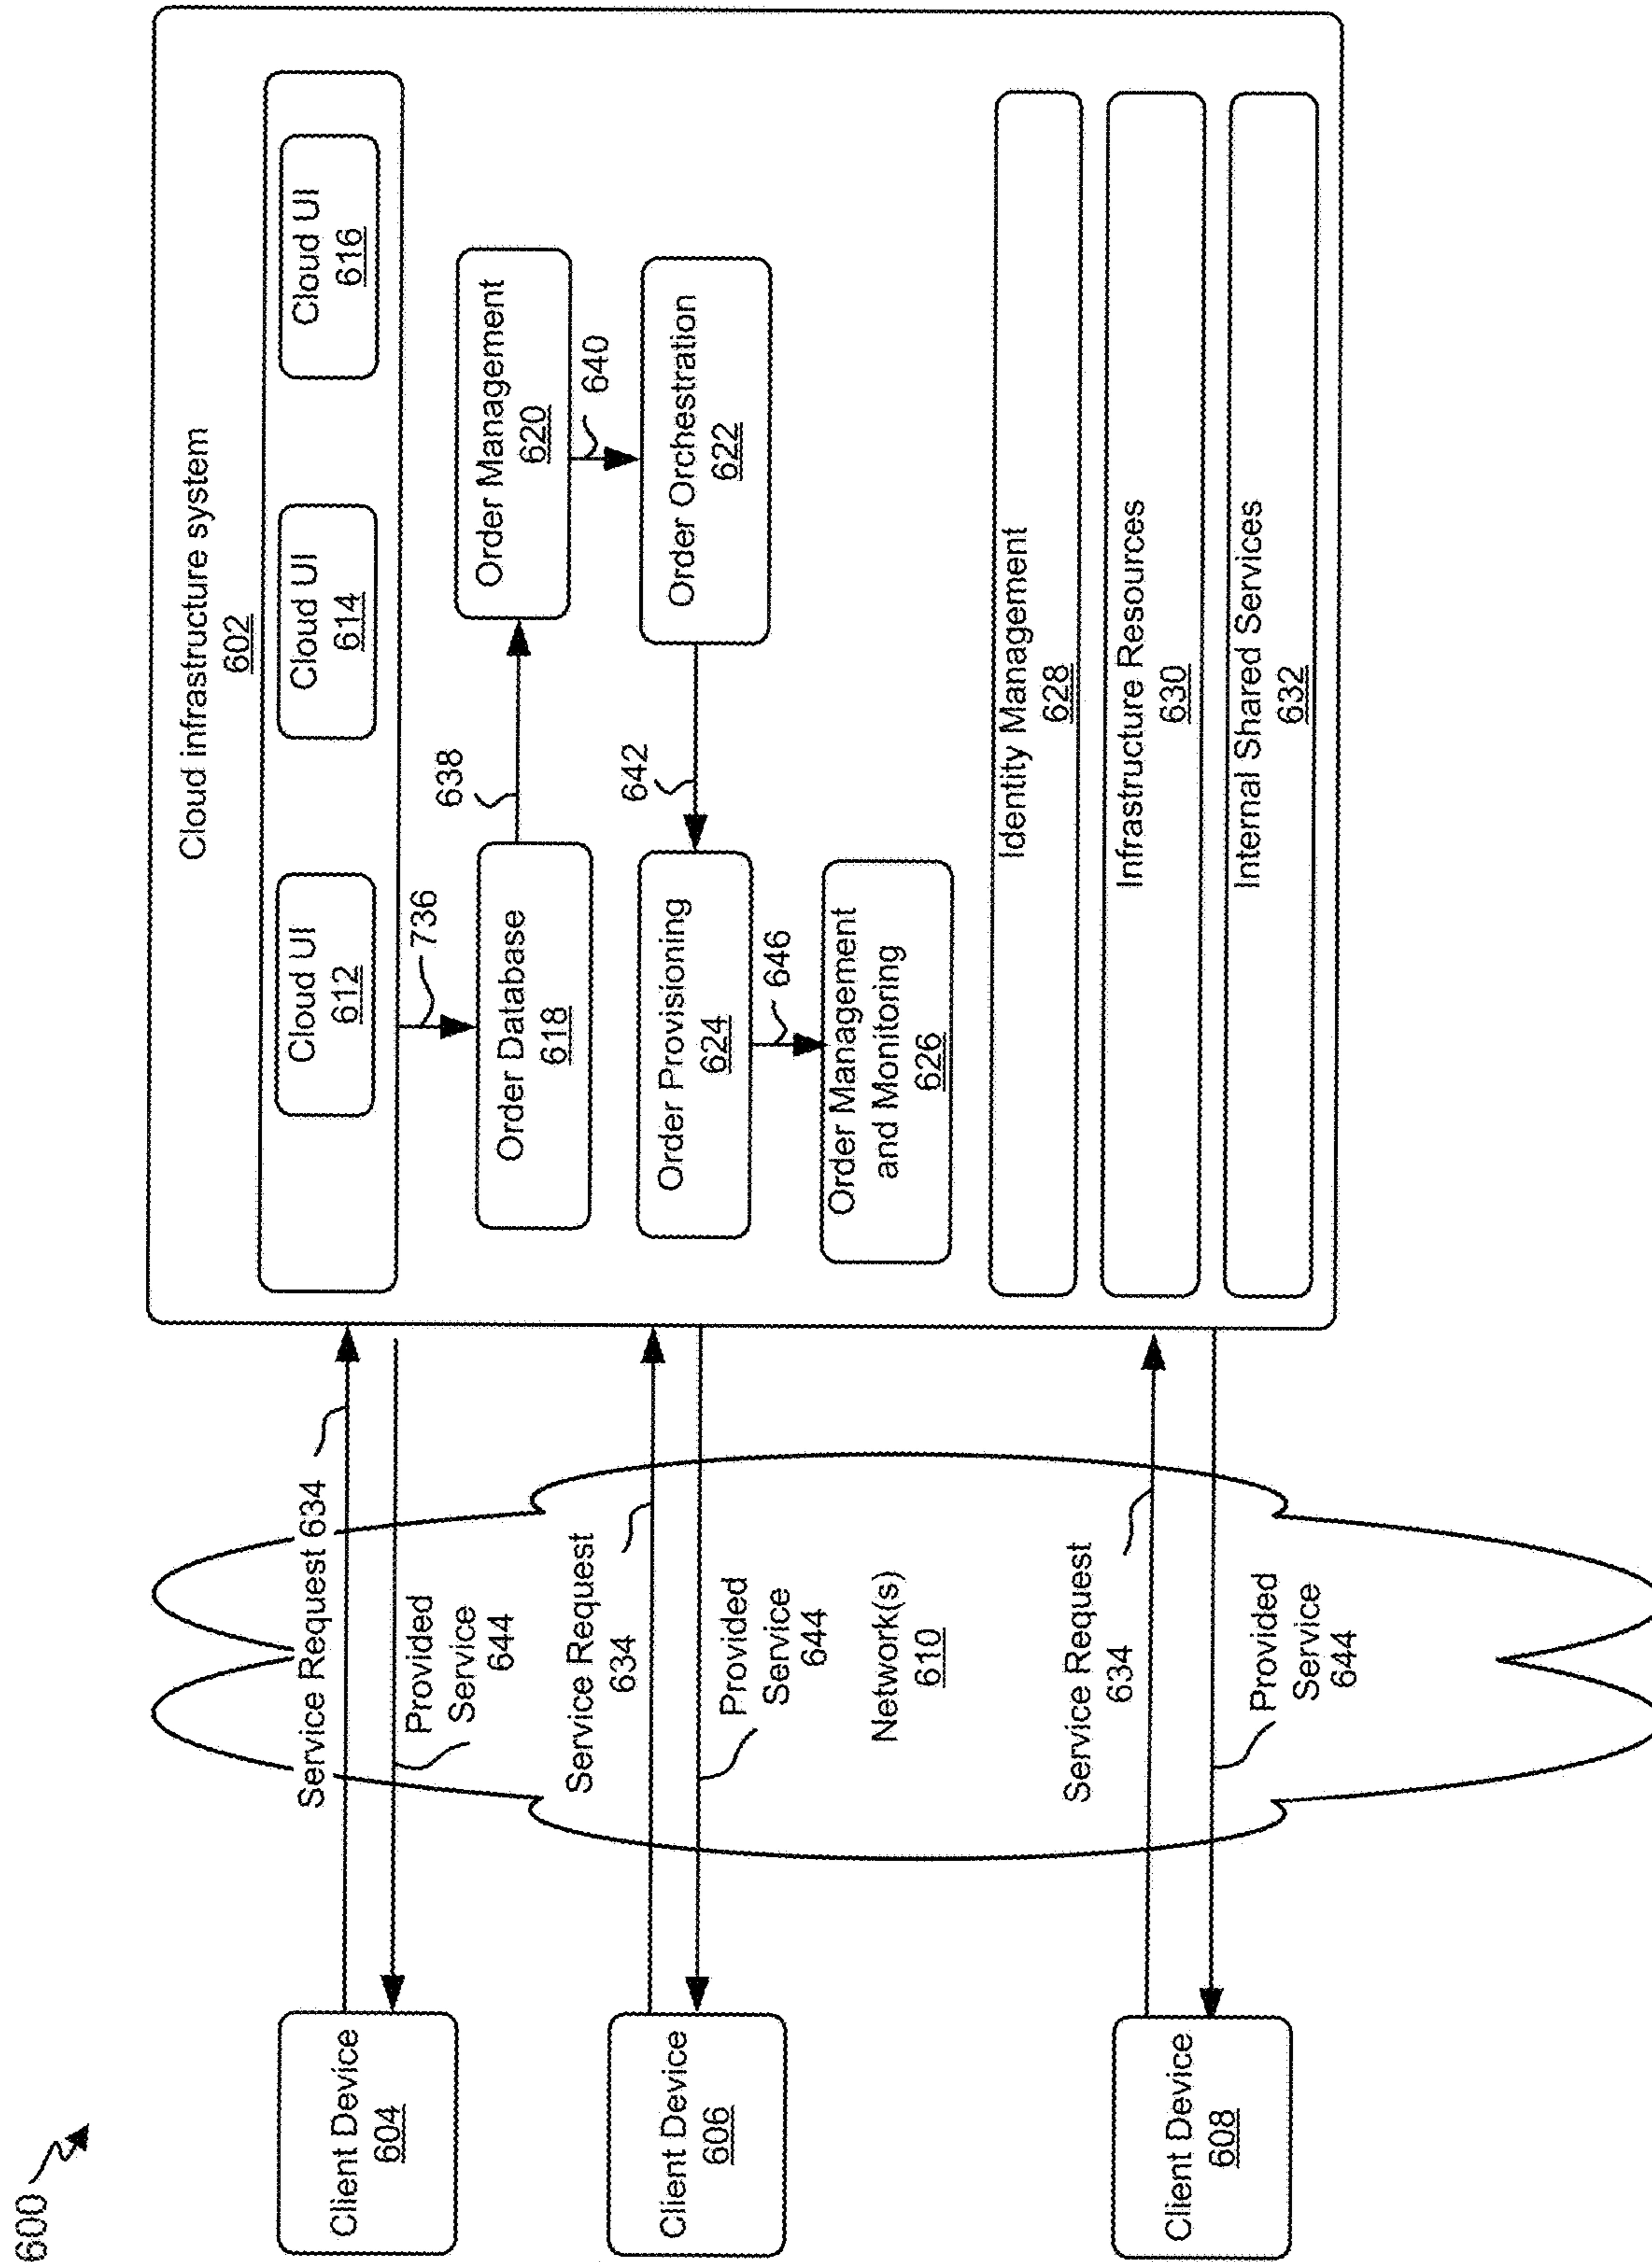 600
Cloud infrastructure system
602
Cloud UI
612
Cloud UI
614
Cloud UI
616
736
Order Database
618
638
Order Management
620
640
Order Orchestration
622
642
Order Provisioning
624
646
Order Management
and Monitoring
626
Identity Management
628
Infrastructure Resources
630
Internal Shared Services
632
Client Device
604
Service Request 634
Provided
Service
644
Client Device
606
Service Request
634
Provided
Service
644
Network(s)
610
Client Device
608
Service Request
634
Provided
Service
644